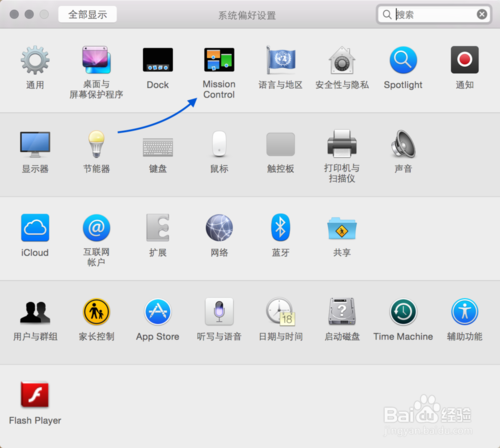 全部显示
系统偏好设置
搜索
通用
桌面与
屏幕保护程序
Dock
Mission
Control
语言与地区
安全性与隐私
Spotlight
通知
显示器
节能器
键盘
鼠标
触控板
打印机与
扫描仪
声音
iCloud
互联网
帐户
扩展
网络
蓝牙
共享
用户与群组
家长控制
App Store
听写与语音
18
日期与时间
启动磁盘
Time Machine
辅助功能
Flash Player
Baidu经验
jingyan.baidu.com